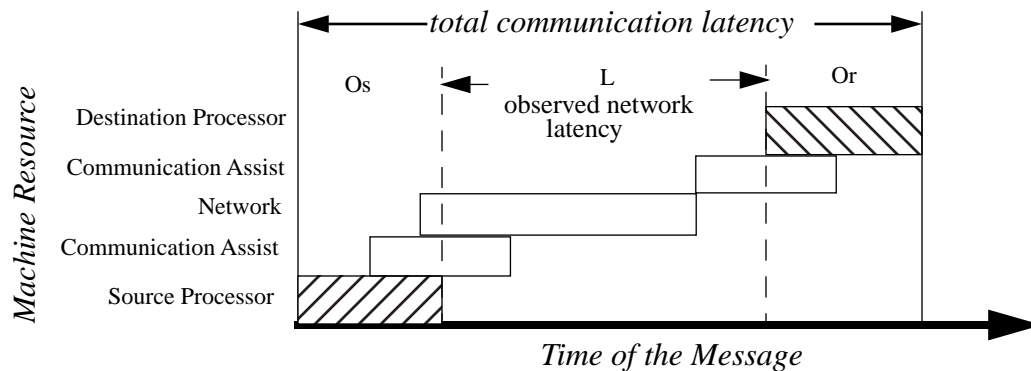 total communication latency
Os
L
Or
observed network
latency
Machine Resource
Destination Processor
Communication Assist
Network
Communication Assist
Source Processor
Time of the Message